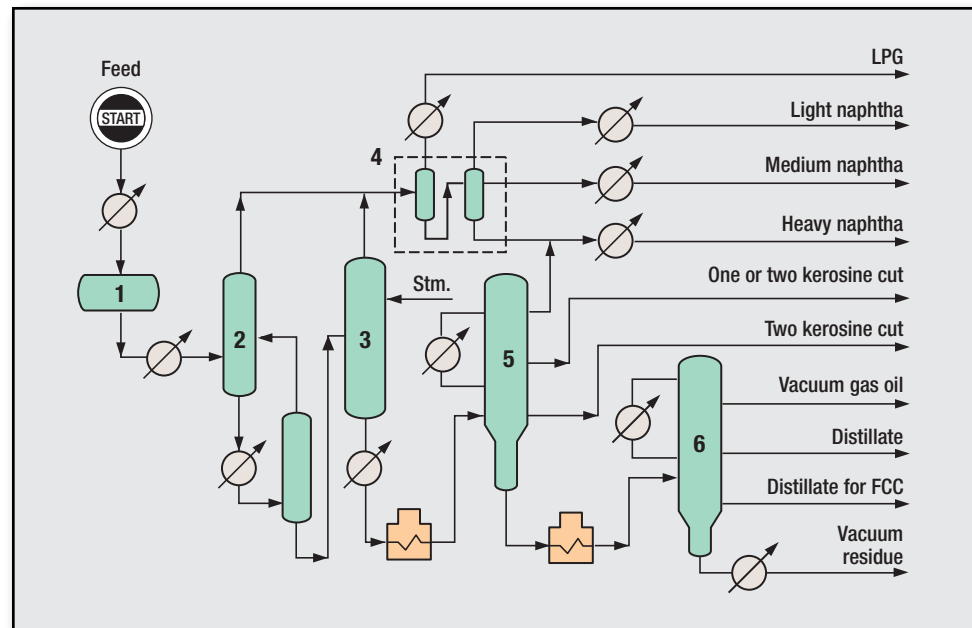 Feed
START
LPG
Light naphtha
4
Medium naphtha
Heavy naphtha
Stm.
One or two kerosine cut
1
2
3
5
Two kerosine cut
Vacuum gas oil
6
Distillate
Distillate for FCC
Vacuum
residue